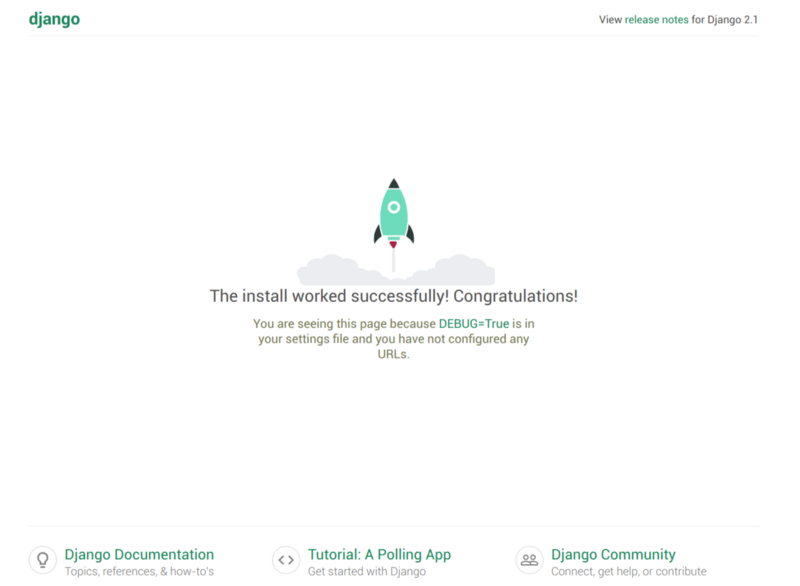 django
View release notes for Django 2.1
The install worked successfully! Congratulations!
You are seeing this page because DEBUG=True is in
your settings file and you have not configured any
URLs.
Django Documentation
Topics, references, & how-to's
Tutorial: A Polling App
Get started with Django
Django Community
Connect, get help, or contribute